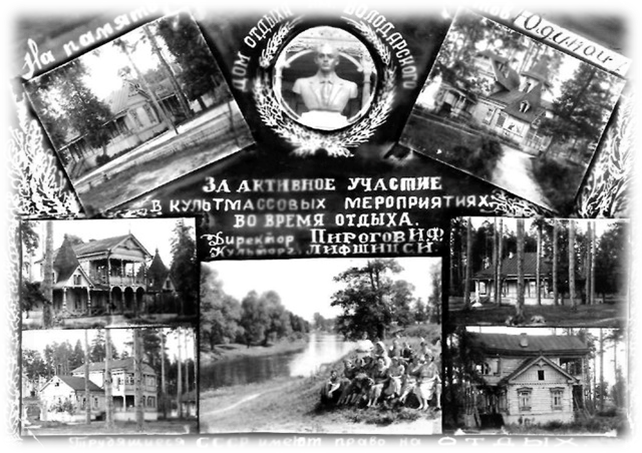 На память
ДОМ ОТДЫХА
ВОЛОДАРСКОГО
ЗА АКТИВНОЕ УЧАСТИЕ
В КУЛЬТМАССОВЫХ МЕРОПРИЯТИЯХ
ВО ВРЕМЯ ОТДЫХА.
Директор ПИРОГОВ И.Ф
Культорг. ЛИФШИЦ С.И.
Трудящиеся СССР имеют право на ОТДЫХ